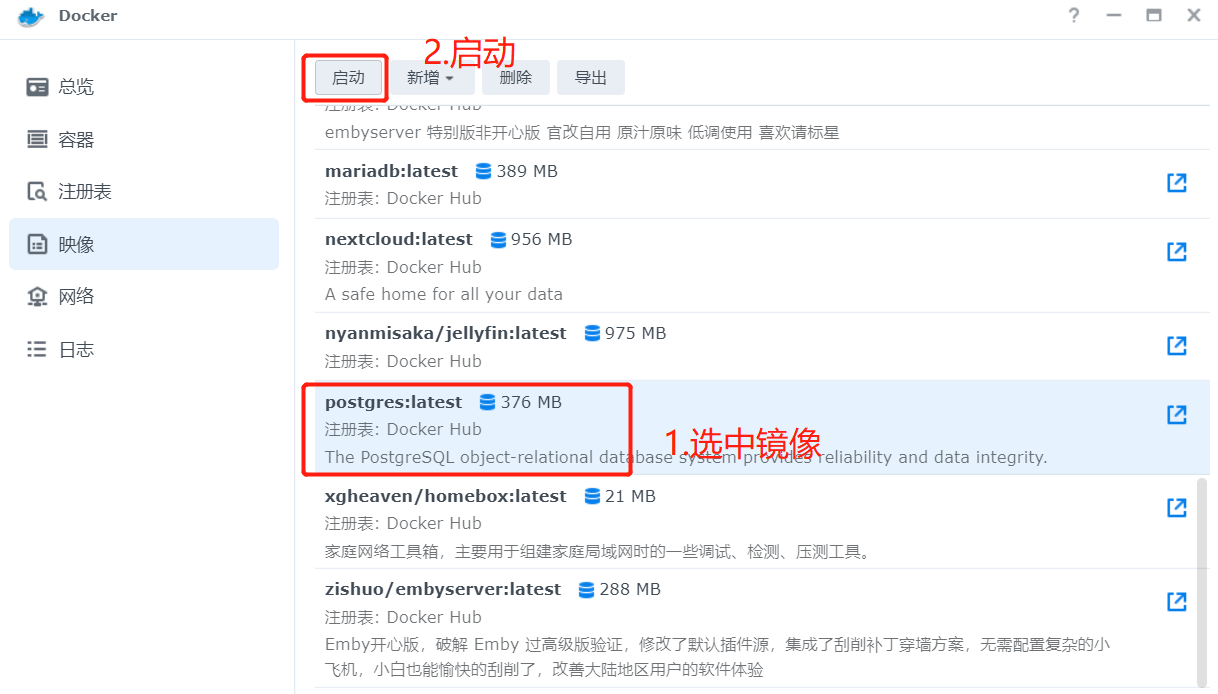 Docker
?
总览
容器
注册表
映像
网络
日志
2.启动
启动
新增
删除
导出
注册表: Docker Hub
embyserver 特别版非开心版 官改自用 原汁原味 低调使用 喜欢请标星
mariadb:latest 389 MB
注册表: Docker Hub
nextcloud:latest 956 MB
注册表: Docker Hub
A safe home for all your data
nyanmisaka/jellyfin:latest 975 MB
注册表: Docker Hub
postgres:latest 376 MB
注册表: Docker Hub
1.选中镜像
The PostgreSQL object-relational database system provides reliability and data integrity.
xgheaven/homebox:latest 21 MB
注册表: Docker Hub
家庭网络工具箱，主要用于组建家庭局域网时的一些调试、检测、压测工具。
zishuo/embyserver:latest 288 MB
注册表: Docker Hub
Emby开心版，破解 Emby 过高级版验证，修改了默认插件源，集成了刮削补丁穿墙方案，无需配置复杂的小
飞机，小白也能愉快的刮削了，改善大陆地区用户的软件体验